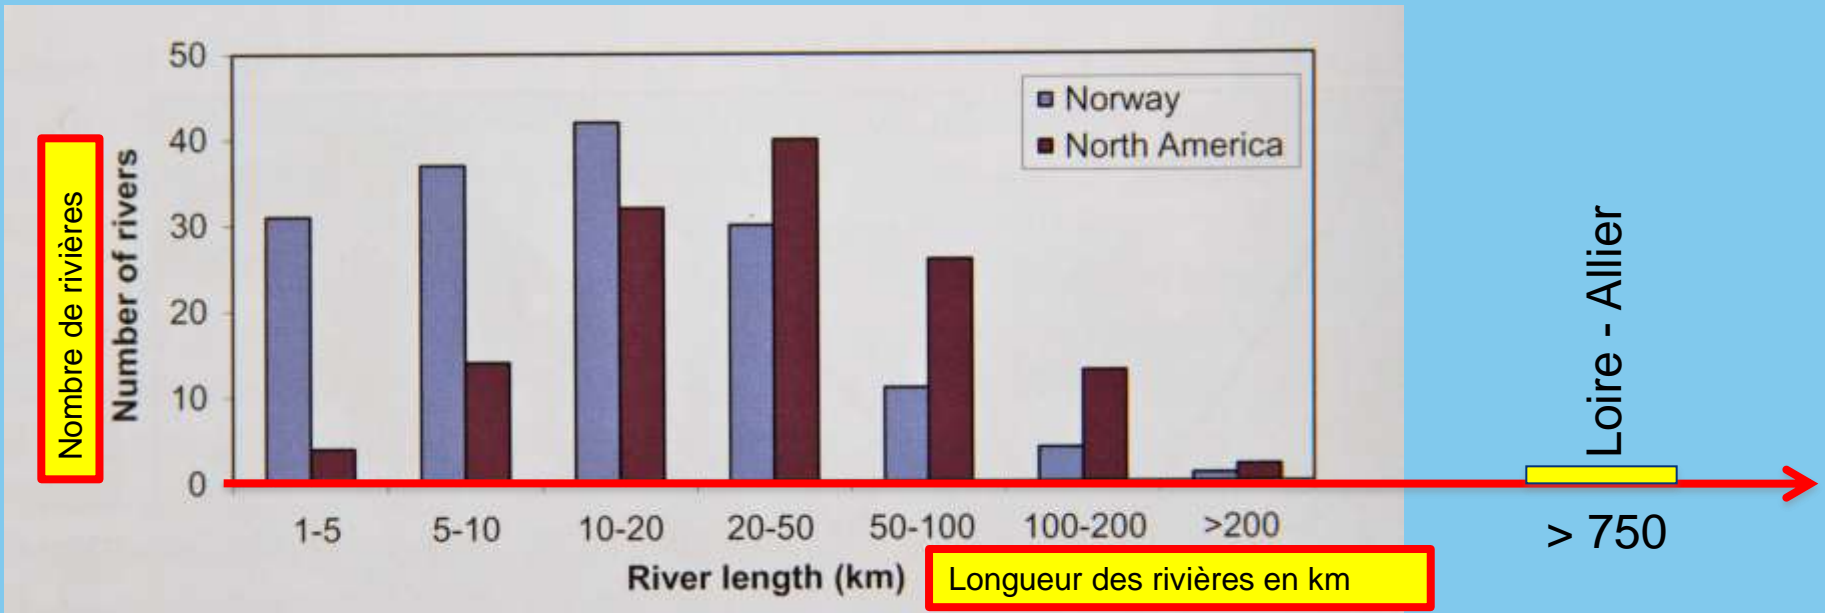 50
40
30
20
10
0
Number of rivers
Nombre de rivières
Norway
North America
1-5 5-10 10-20 20-50 50-100 100-200 >200
River length (km)
Longueur des rivières en km
Loire - Allier
> 750